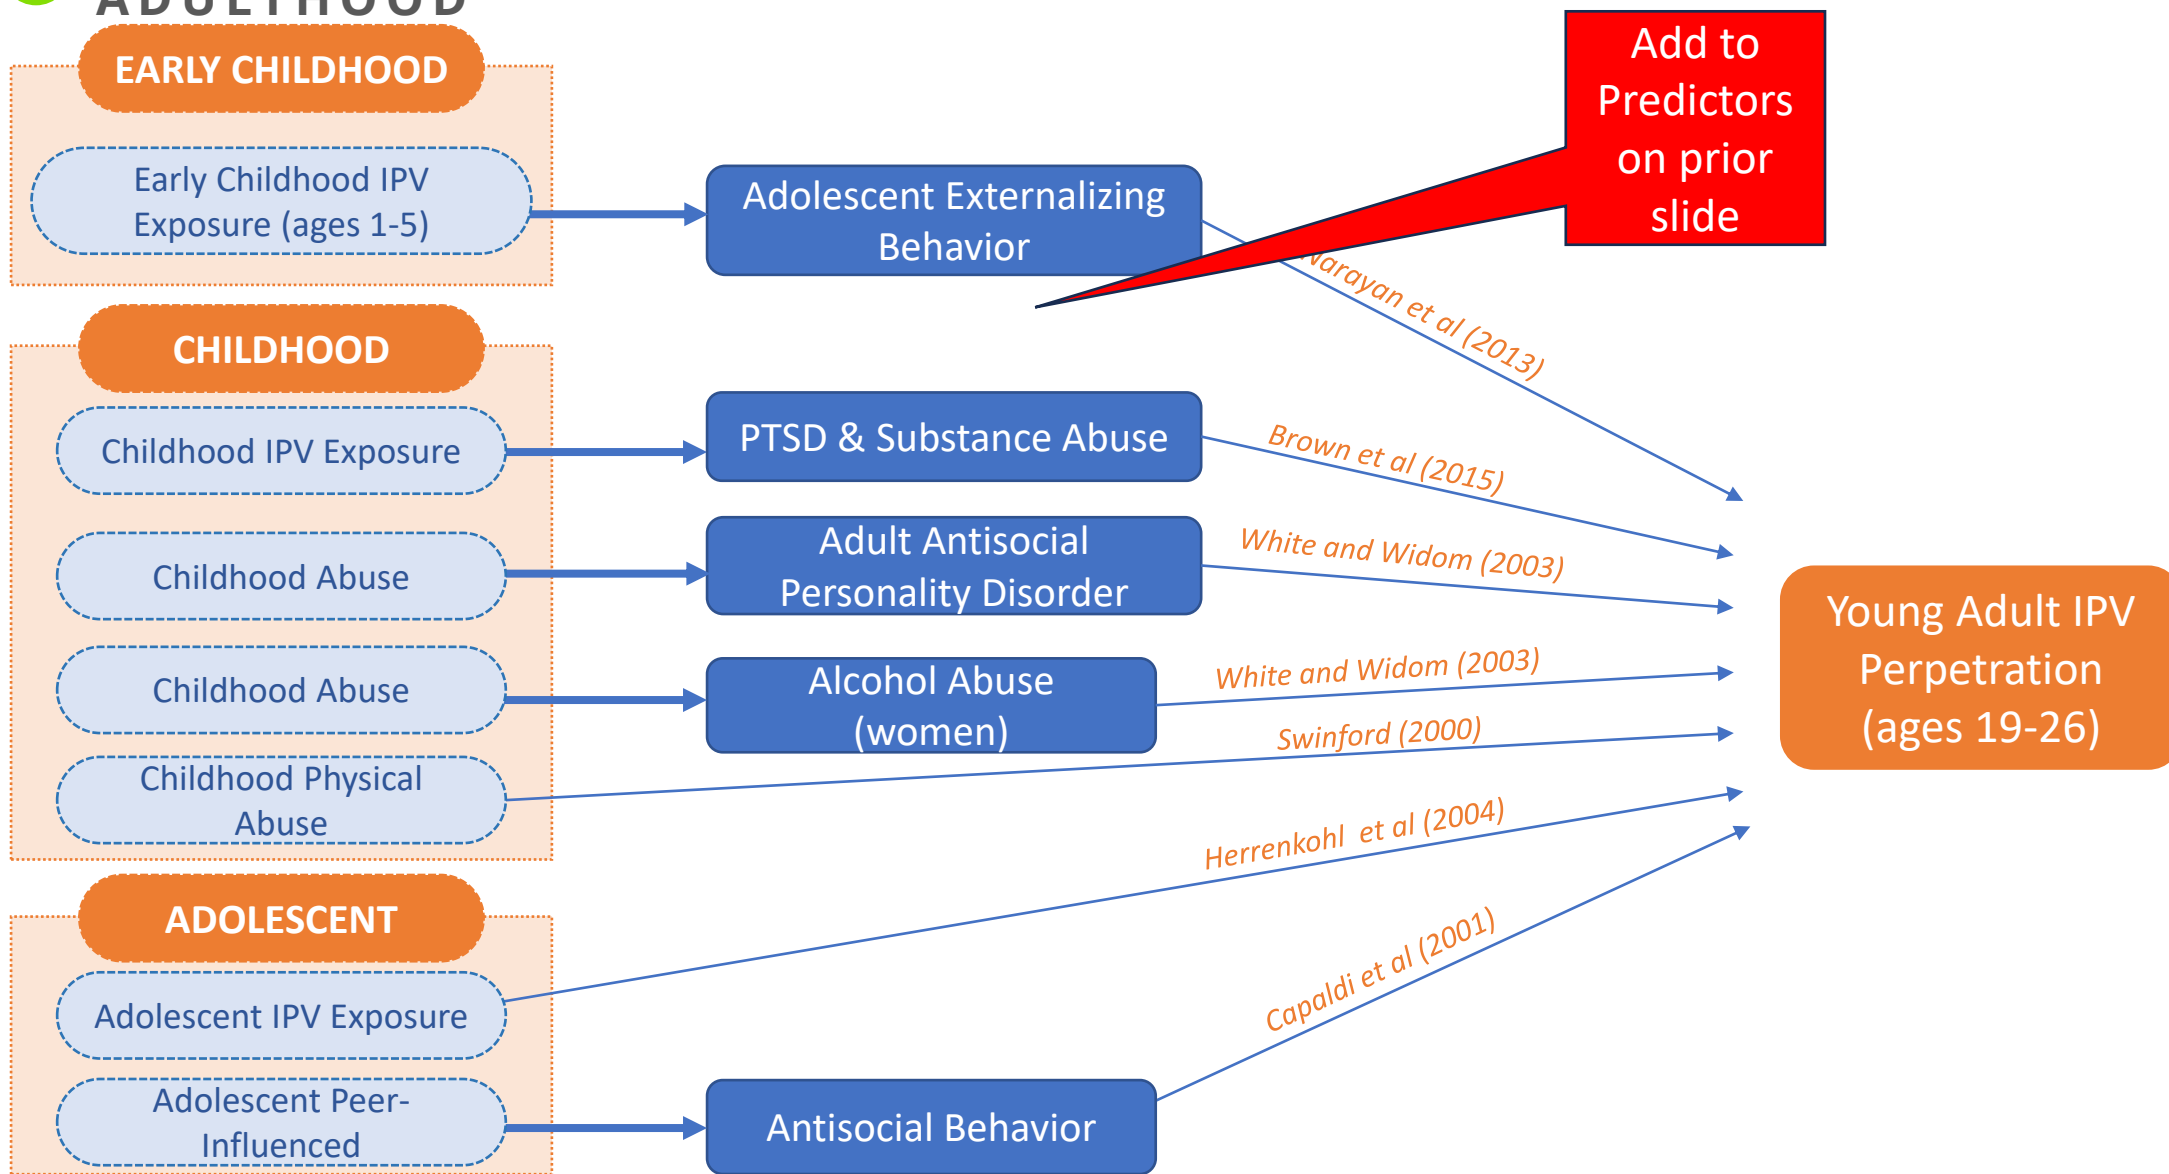 ADULTHOOD
EARLY CHILDHOOD
Early Childhood IPV
Exposure (ages 1-5)
Adolescent Externalizing
Behavior
Add to
Predictors
on prior
slide
Narayan et al (2013)
CHILDHOOD
Childhood IPV Exposure
PTSD & Substance Abuse
Brown et al (2015)
Childhood Abuse
Adult Antisocial
Personality Disorder
White and Widom (2003)
Childhood Abuse
Alcohol Abuse
(women)
White and Widom (2003)
Childhood Physical
Abuse
Swinford (2000)
Young Adult IPV
Perpetration
(ages 19-26)
ADOLESCENT
Adolescent IPV Exposure
Herrenkohl et al (2004)
Adolescent Peer-
Influenced
Antisocial Behavior
Capaldi et al (2001)